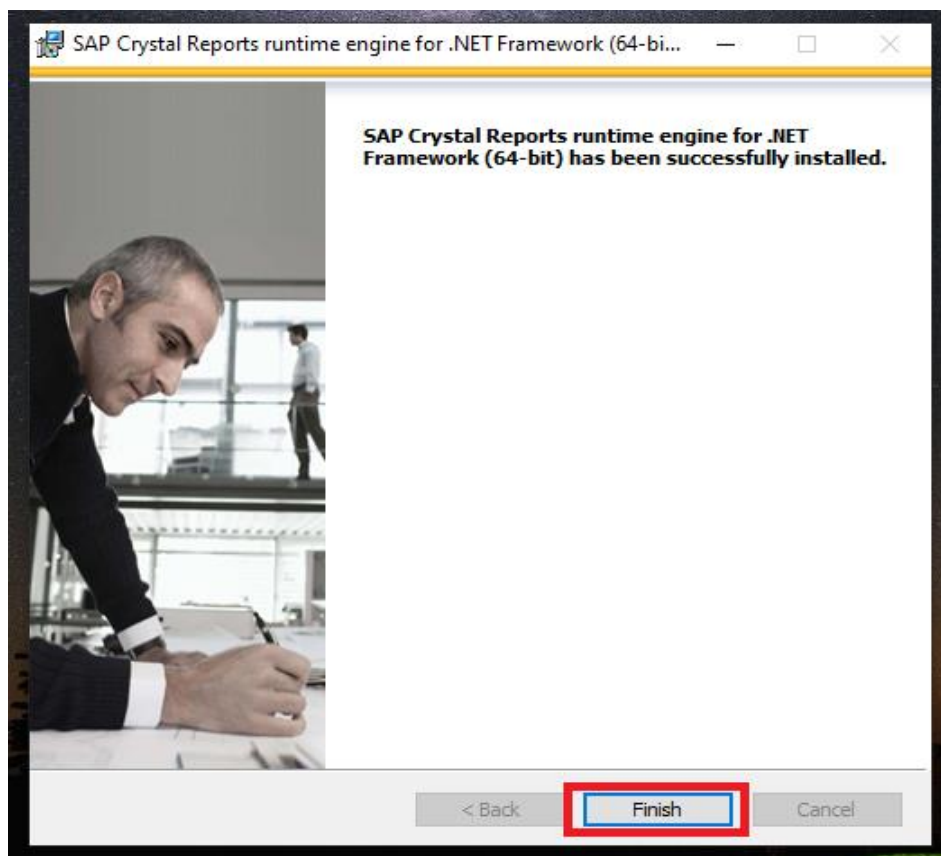 SAP Crystal Reports runtime engine for .NET Framework (64-bi...
SAP Crystal Reports runtime engine for .NET
Framework (64-bit) has been successfully installed.
< Back
Finish
Cancel